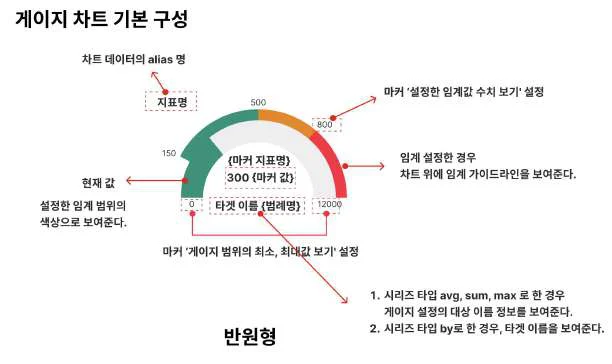 게이지 차트 기본 구성
차트 데이터의 alias 명
지표명
500
800
마커 '설정한 임계값 수치 보기' 설정
150
{마커 지표명}
300 {마커 값}
임계 설정한 경우
차트 위에 임계 가이드라인을 보여준다.
현재 값
설정한 임계 범위의
색상으로 보여준다.
0
타겟 이름 {범례명}
12000
마커 '게이지 범위의 최소, 최대값 보기' 설정
1. 시리즈 타입 avg, sum, max 로 한 경우
게이지 설정의 대상 이름 정보를 보여준다.
2. 시리즈 타입 by로 한 경우, 타겟 이름을 보여준다.
반원형